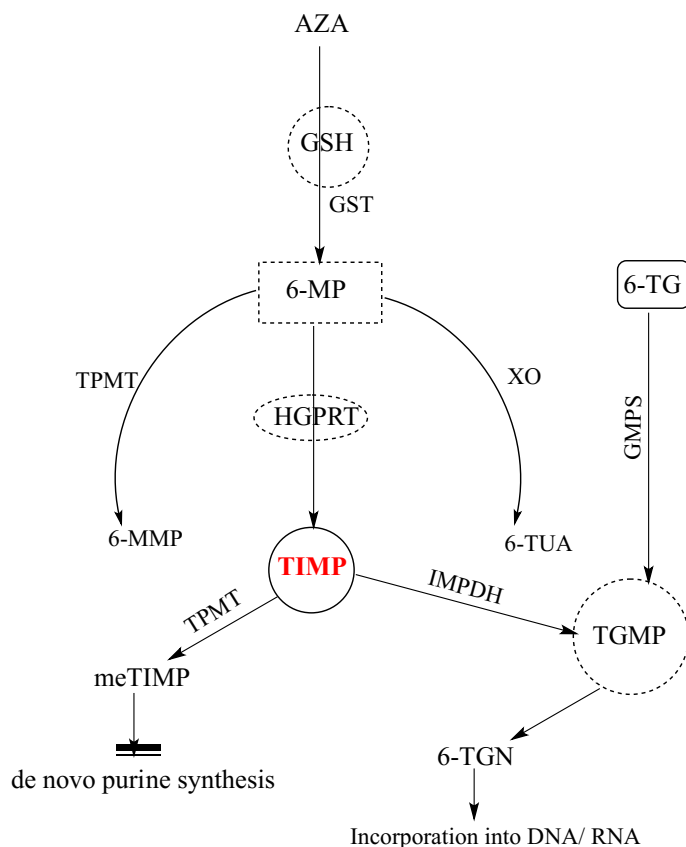 AZA
GSH
GST
6-MP
6-TG
TPMT
XO
HGPRT
GMPS
6-MMP
6-TUA
TIMP
IMPDH
TPMT
TGMP
meTIMP
6-TGN
de novo purine synthesis
Incorporation into DNA/ RNA